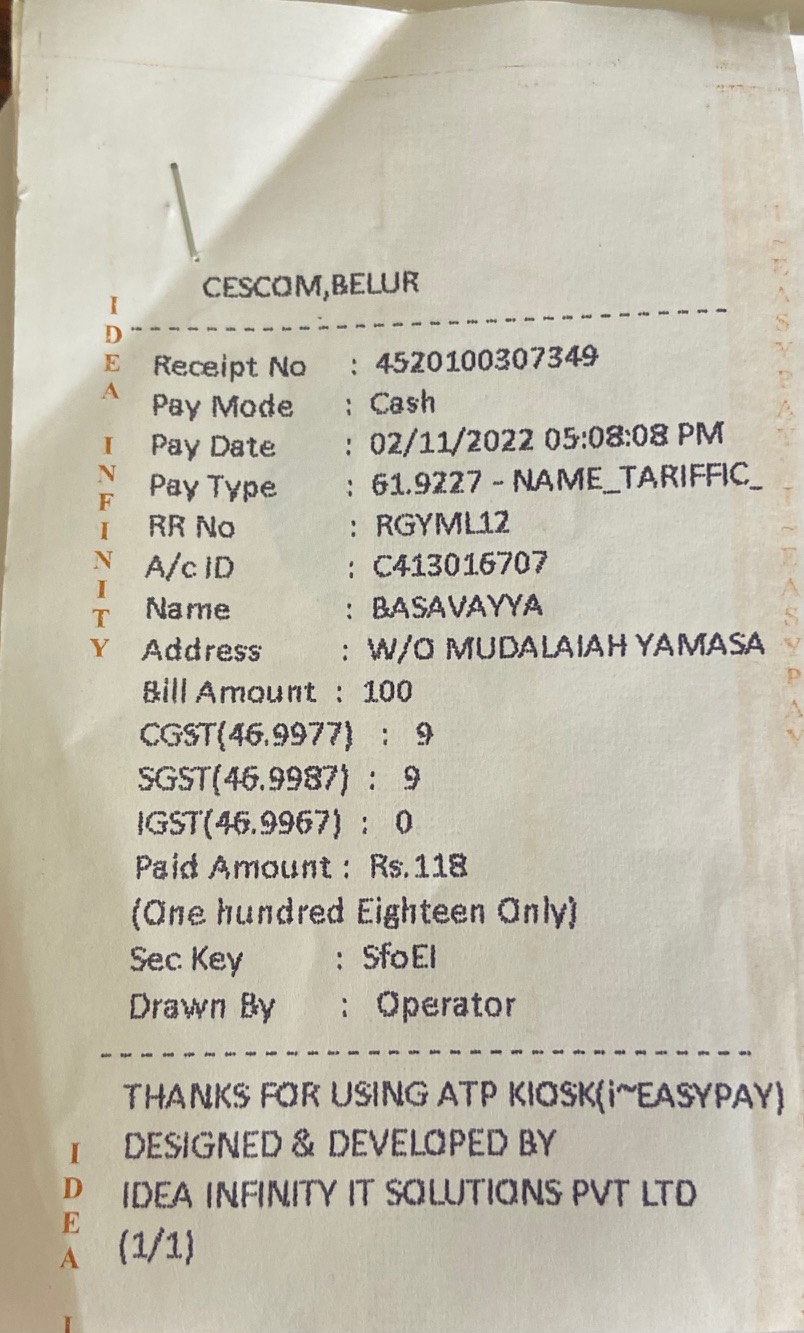 CESCOM,BELUR
Receipt No : 4520100307349
Pay Mode : Cash
Pay Date : 02/11/2022 05:08:08 PM
Pay Type : 61.9227 - NAME_TARIFFIC_
RR No : RGYML12
A/c ID : C413016707
Name : BASAVAYYA
Address : W/O MUDALAIAH YAMASA
Bill Amount : 100
CGST(46.9977) : 9
SGST(46.9987) : 9
IGST(46.9967) : 0
Paid Amount : Rs.118
(One hundred Eighteen Only)
Sec Key : SfoEI
Drawn By : Operator
THANKS FOR USING ATP KIOSK(i~EASYPAY)
DESIGNED & DEVELOPED BY
IDEA INFINITY IT SOLUTIONS PVT LTD
(1/1)
IDEA INFINITY
IDEA I
I~EASYPAY I~EASYPAY